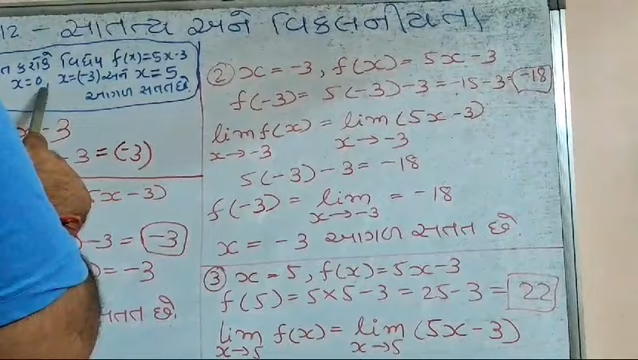 12 - સાતત્ય અને વિકલનીયતા
ત કરોકે વિધેય f(x)=5x-3
x=0, x=(-3) અને x=5
આગળ સતત છે.
x-3
-3 = (-3)
5x-3)
-3 = -3
= -3
સતત છે.
② x = -3, f(x) = 5x-3
f(-3) = 5(-3)-3 = -15-3 = -18
lim f(x) = lim (5x-3)
x→-3 x→-3
5(-3)-3 = -18
f(-3) = lim = -18
x→-3
x = -3 આગળ સતત છે.
③ x = 5, f(x) = 5x-3
f(5) = 5×5-3 = 25-3 = 22
lim f(x) = lim (5x-3)
x→5 x→5